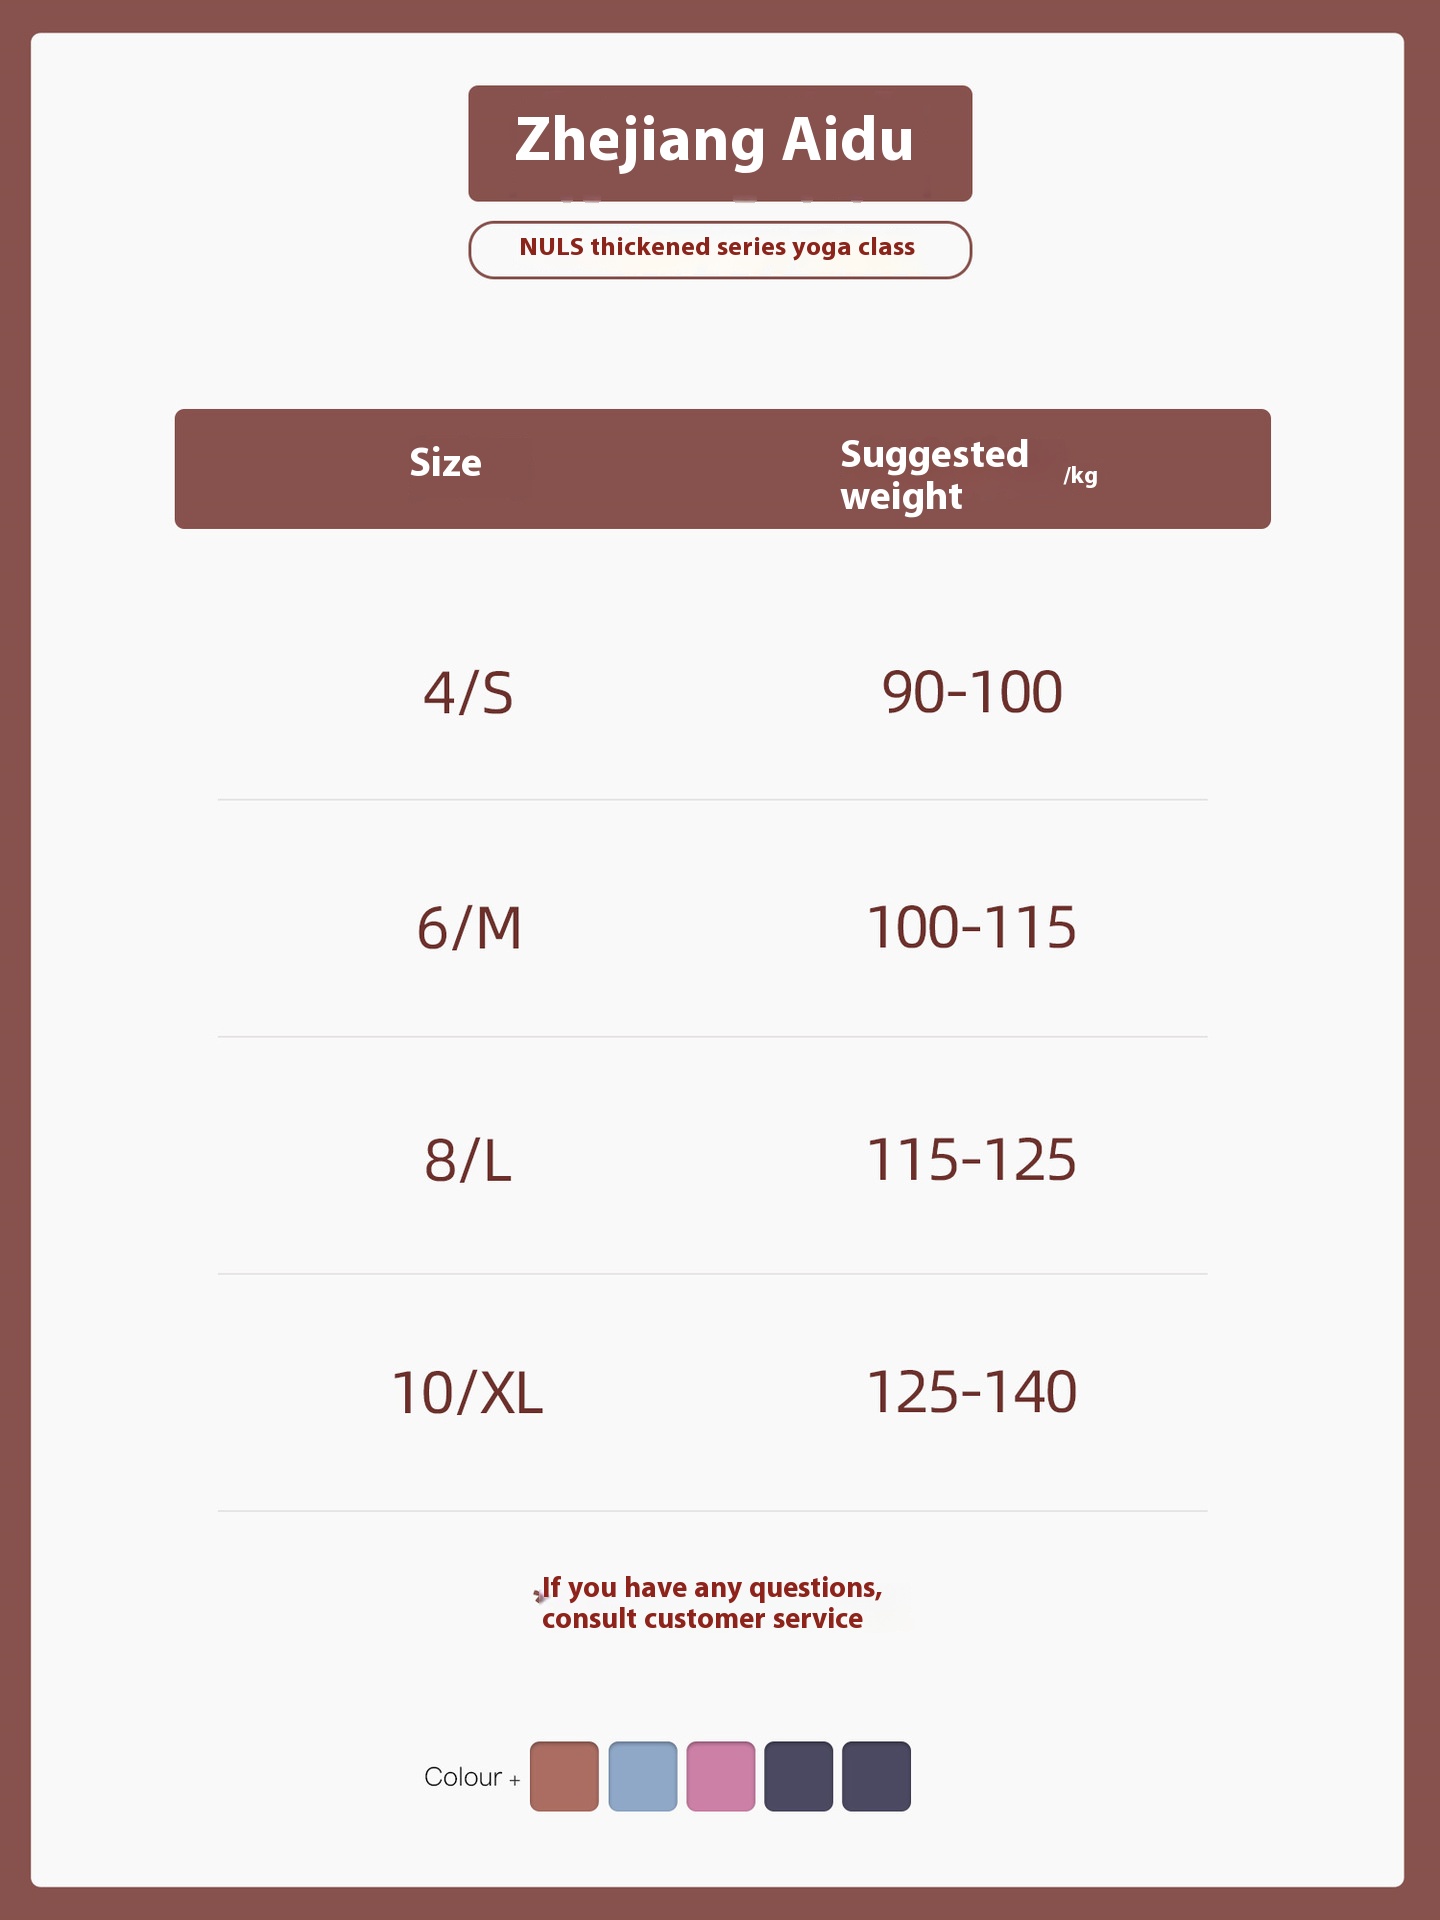 Zhejiang Aidu
NULS thickened series yoga class
Size
Suggested
weight
/kg
4/S
90-100
6/M
100-115
8/L
115-125
10/XL
125-140
If you have any questions,
consult customer service
Colour +